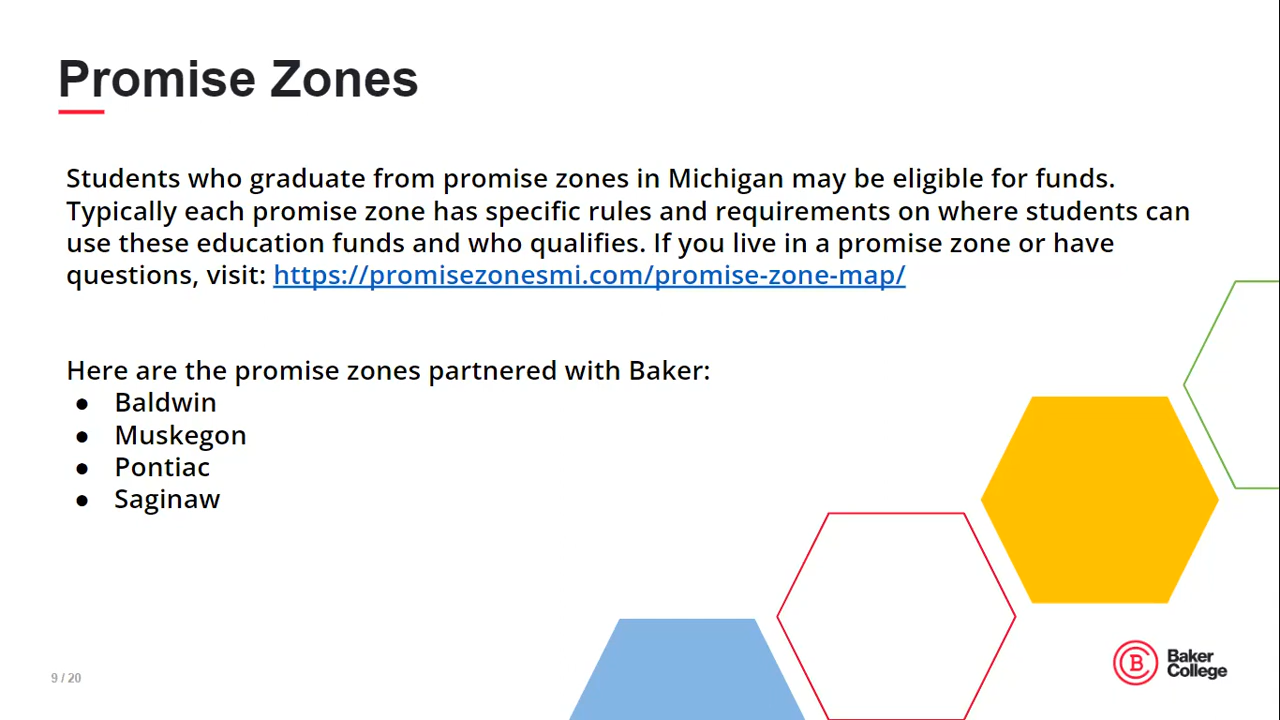 Promise Zones
Students who graduate from promise zones in Michigan may be eligible for funds.
Typically each promise zone has specific rules and requirements on where students can
use these education funds and who qualifies. If you live in a promise zone or have
questions, visit: https://promisezonesmi.com/promise-zone-map/
Here are the promise zones partnered with Baker:
● Baldwin
● Muskegon
● Pontiac
● Saginaw
9 / 20
B
Baker
College